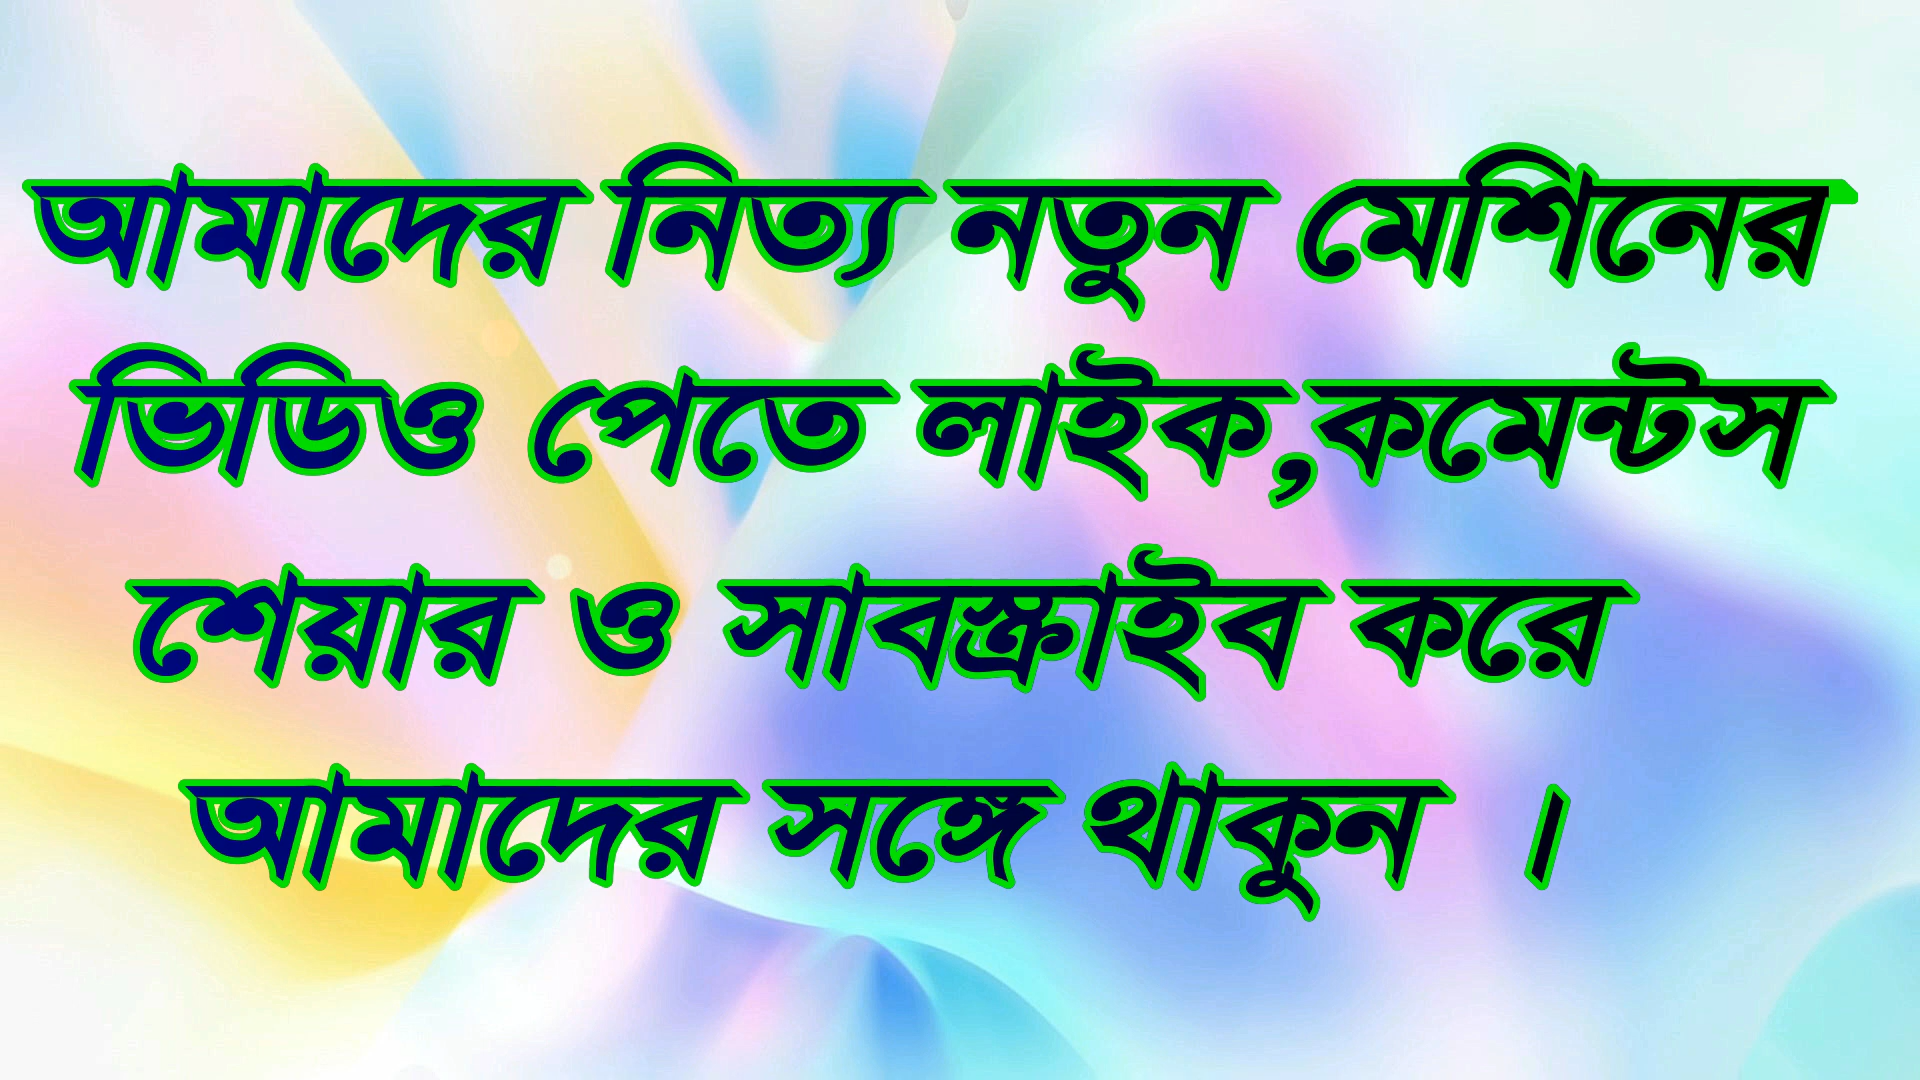 আমাদের নিত্য নতুন মেশিনের
ভিডিও পেতে লাইক,কমেন্টস
শেয়ার ও সাবস্ক্রাইব করে
আমাদের সঙ্গে থাকুন ।